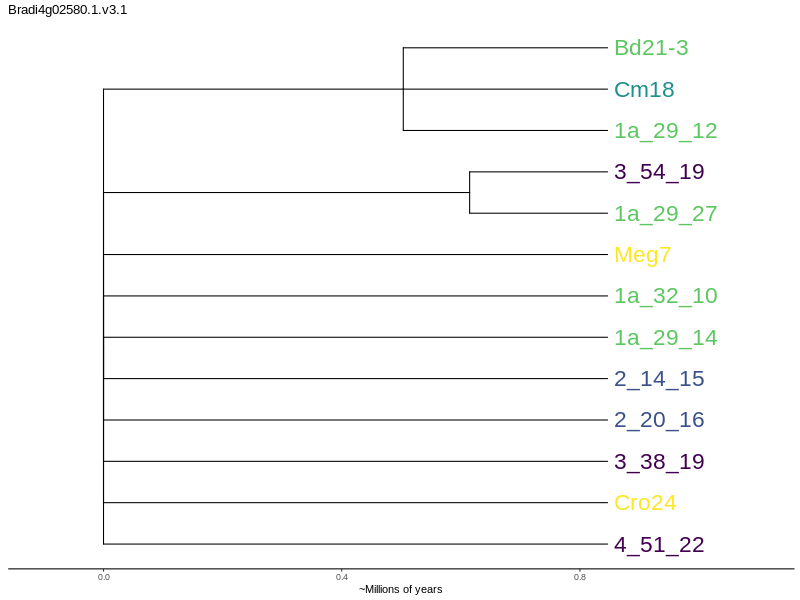 Bradi4g02580.1.v3.1
Bd21-3
Cm18
1a_29_12
3_54_19
1a_29_27
Meg7
1a_32_10
1a_29_14
2_14_15
2_20_16
3_38_19
Cro24
4_51_22
0.0 0.4 0.8
~Millions of years